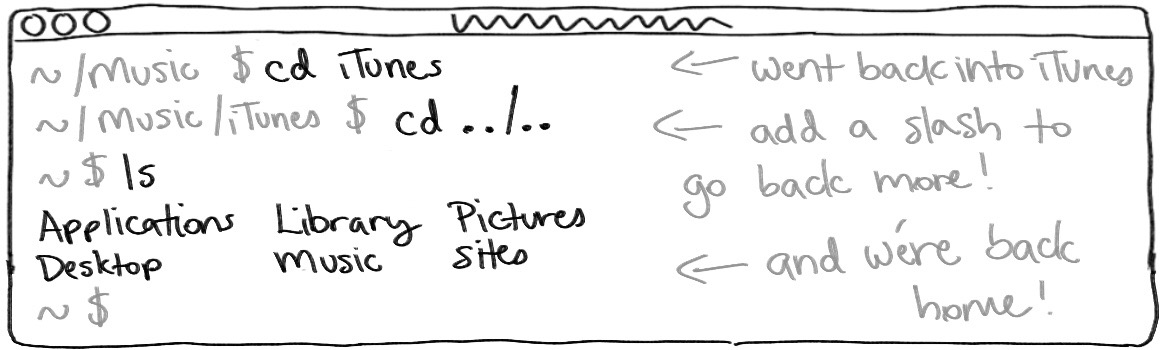 ~/Music $ cd iTunes ← went back into iTunes
~/Music/iTunes $ cd ../.. ← add a slash to
~ $ ls go back more!
Applications Library Pictures
Desktop Music Sites ← and we're back
~ $ home!